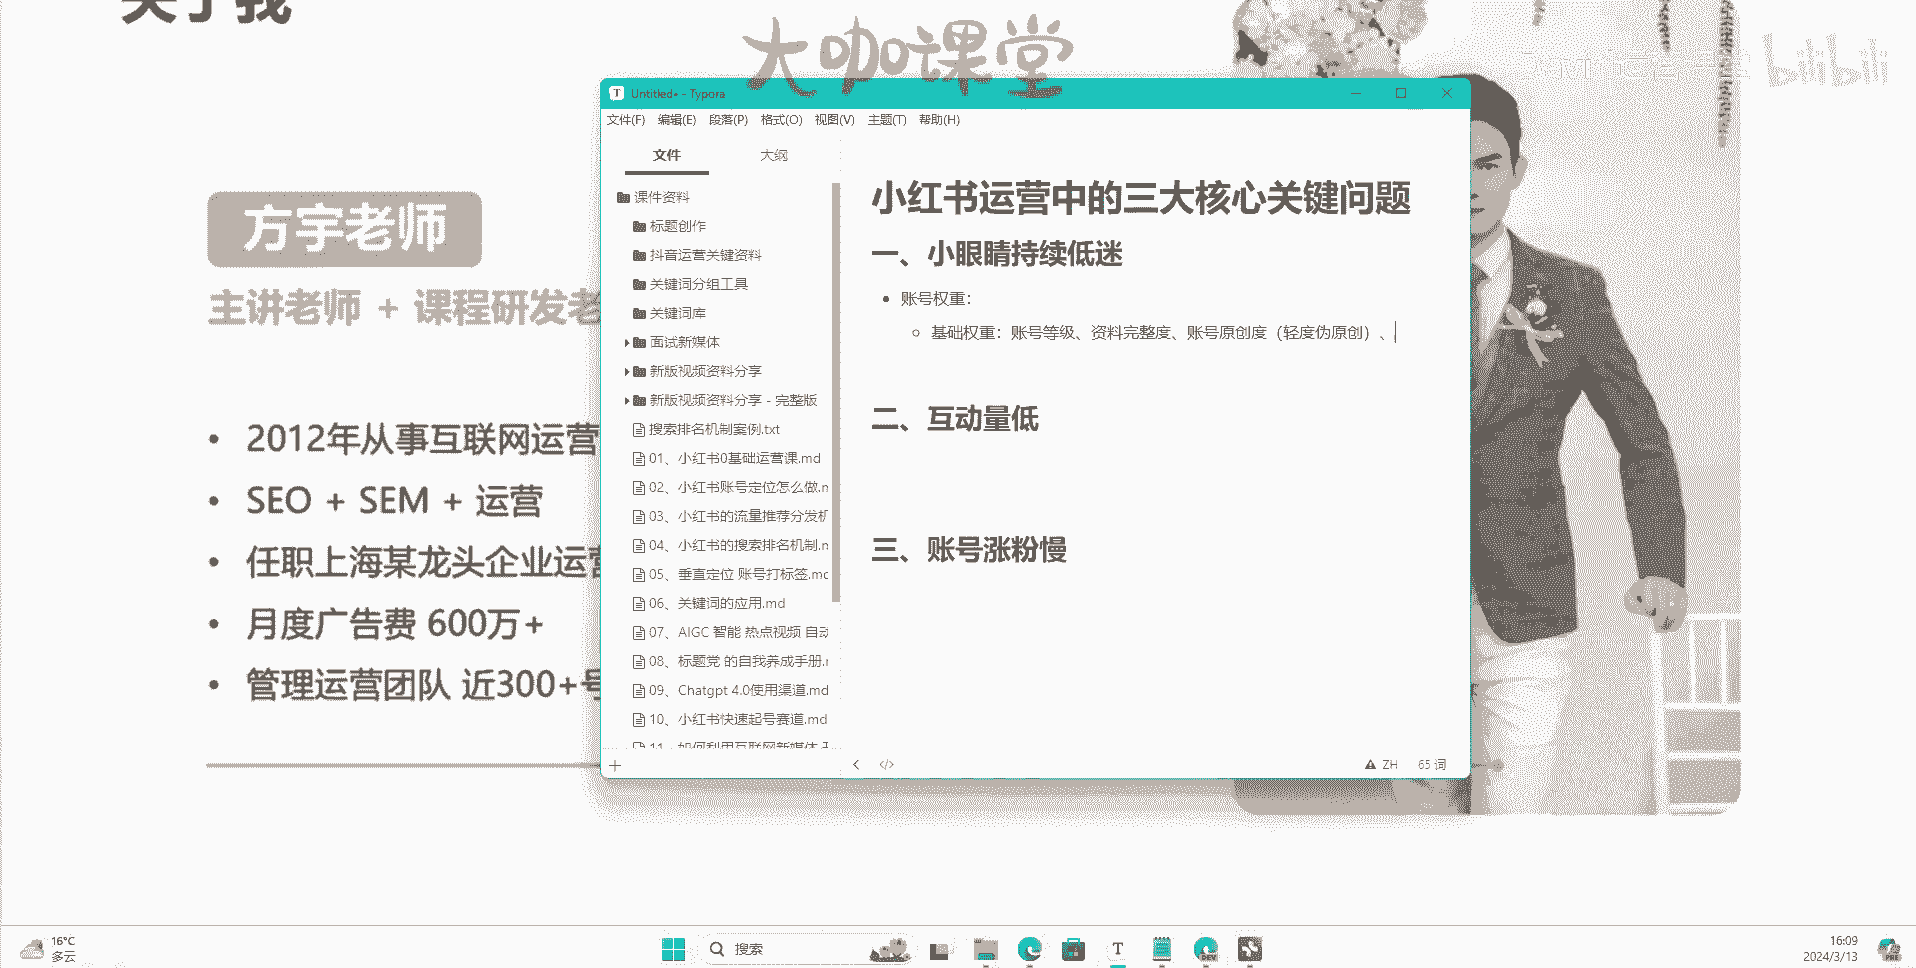 关于我
大咖课堂
bilibili
方宇老师
主讲老师 + 课程研发老
2012年从事互联网运营
SEO + SEM + 运营
任职上海某龙头企业运营
月度广告费 600万+
管理运营团队 近300+号
Untitled• - Typora
文件(F) 编辑(E) 段落(P) 格式(O) 视图(V) 主题(T) 帮助(H)
文件 大纲
课件资料
标题创作
抖音运营关键资料
关键词分组工具
关键词库
面试新媒体
新版视频资料分享
新版视频资料分享 - 完整版
搜索排名机制案例.txt
01、小红书0基础运营课.md
02、小红书账号定位怎么做.m
03、小红书的流量推荐分发机
04、小红书的搜索排名机制.m
05、垂直定位 账号打标签.md
06、关键词的应用.md
07、AIGC 智能 热点视频 自动
08、标题党 的自我养成手册.m
09、Chatgpt 4.0使用渠道.md
10、小红书快速起号赛道.md
11、如何利用互联网新媒体
小红书运营中的三大核心关键问题
一、小眼睛持续低迷
账号权重：
基础权重：账号等级、资料完整度、账号原创度（轻度伪原创）、
二、互动量低
三、账号涨粉慢
ZH 65 词
16°C
多云
搜索
16:09
2024/3/13